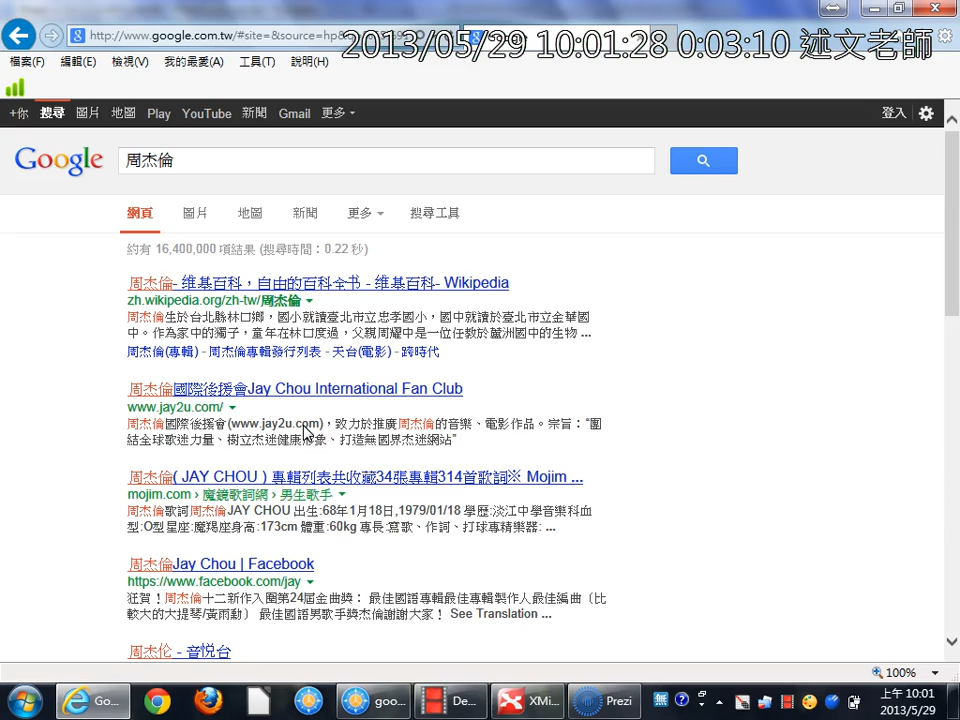 http://www.google.com.tw/#site=&source=hp
2013/05/29 10:01:28 0:03:10 述文老師
檔案(F) 編輯(E) 檢視(V) 我的最愛(A) 工具(T) 說明(H)
+你 搜尋 圖片 地圖 Play YouTube 新聞 Gmail 更多 登入
Google 周杰倫
網頁 圖片 地圖 新聞 更多 搜尋工具
約有 16,400,000 項結果 (搜尋時間：0.22 秒)
周杰倫- 维基百科，自由的百科全书 - 维基百科- Wikipedia
zh.wikipedia.org/zh-tw/周杰倫
周杰倫生於台北縣林口鄉，國小就讀臺北市立忠孝國小，國中就讀於臺北市立金華國
中。作為家中的獨子，童年在林口度過，父親周耀中是一位任教於蘆洲國中的生物 ...
周杰倫(專輯) - 周杰倫專輯發行列表 - 天台(電影) - 跨時代
周杰倫國際後援會Jay Chou International Fan Club
www.jay2u.com/
周杰倫國際後援會(www.jay2u.com)，致力於推廣周杰倫的音樂、電影作品。宗旨：“團
結全球歌迷力量、樹立杰迷健康形象、打造無國界杰迷網站”
周杰倫( JAY CHOU ) 專輯列表共收藏34張專輯314首歌詞※ Mojim ...
mojim.com › 魔鏡歌詞網 › 男生歌手
周杰倫歌詞周杰倫JAY CHOU 出生:68年1月18日,1979/01/18 學歷:淡江中學音樂科血
型:O型星座:魔羯座身高:173cm 體重:60kg 專長:寫歌、作詞、打球專精樂器: ...
周杰倫Jay Chou | Facebook
https://www.facebook.com/jay
狂賀！周杰倫十二新作入圍第24屆金曲獎： 最佳國語專輯最佳專輯製作人最佳編曲〈比
較大的大提琴/黃雨勳〉 最佳國語男歌手獎杰倫謝謝大家！ See Translation ...
周杰伦 - 音悦台
100%
Go... goo... De... XMi... Prezi 上午 10:01
2013/5/29